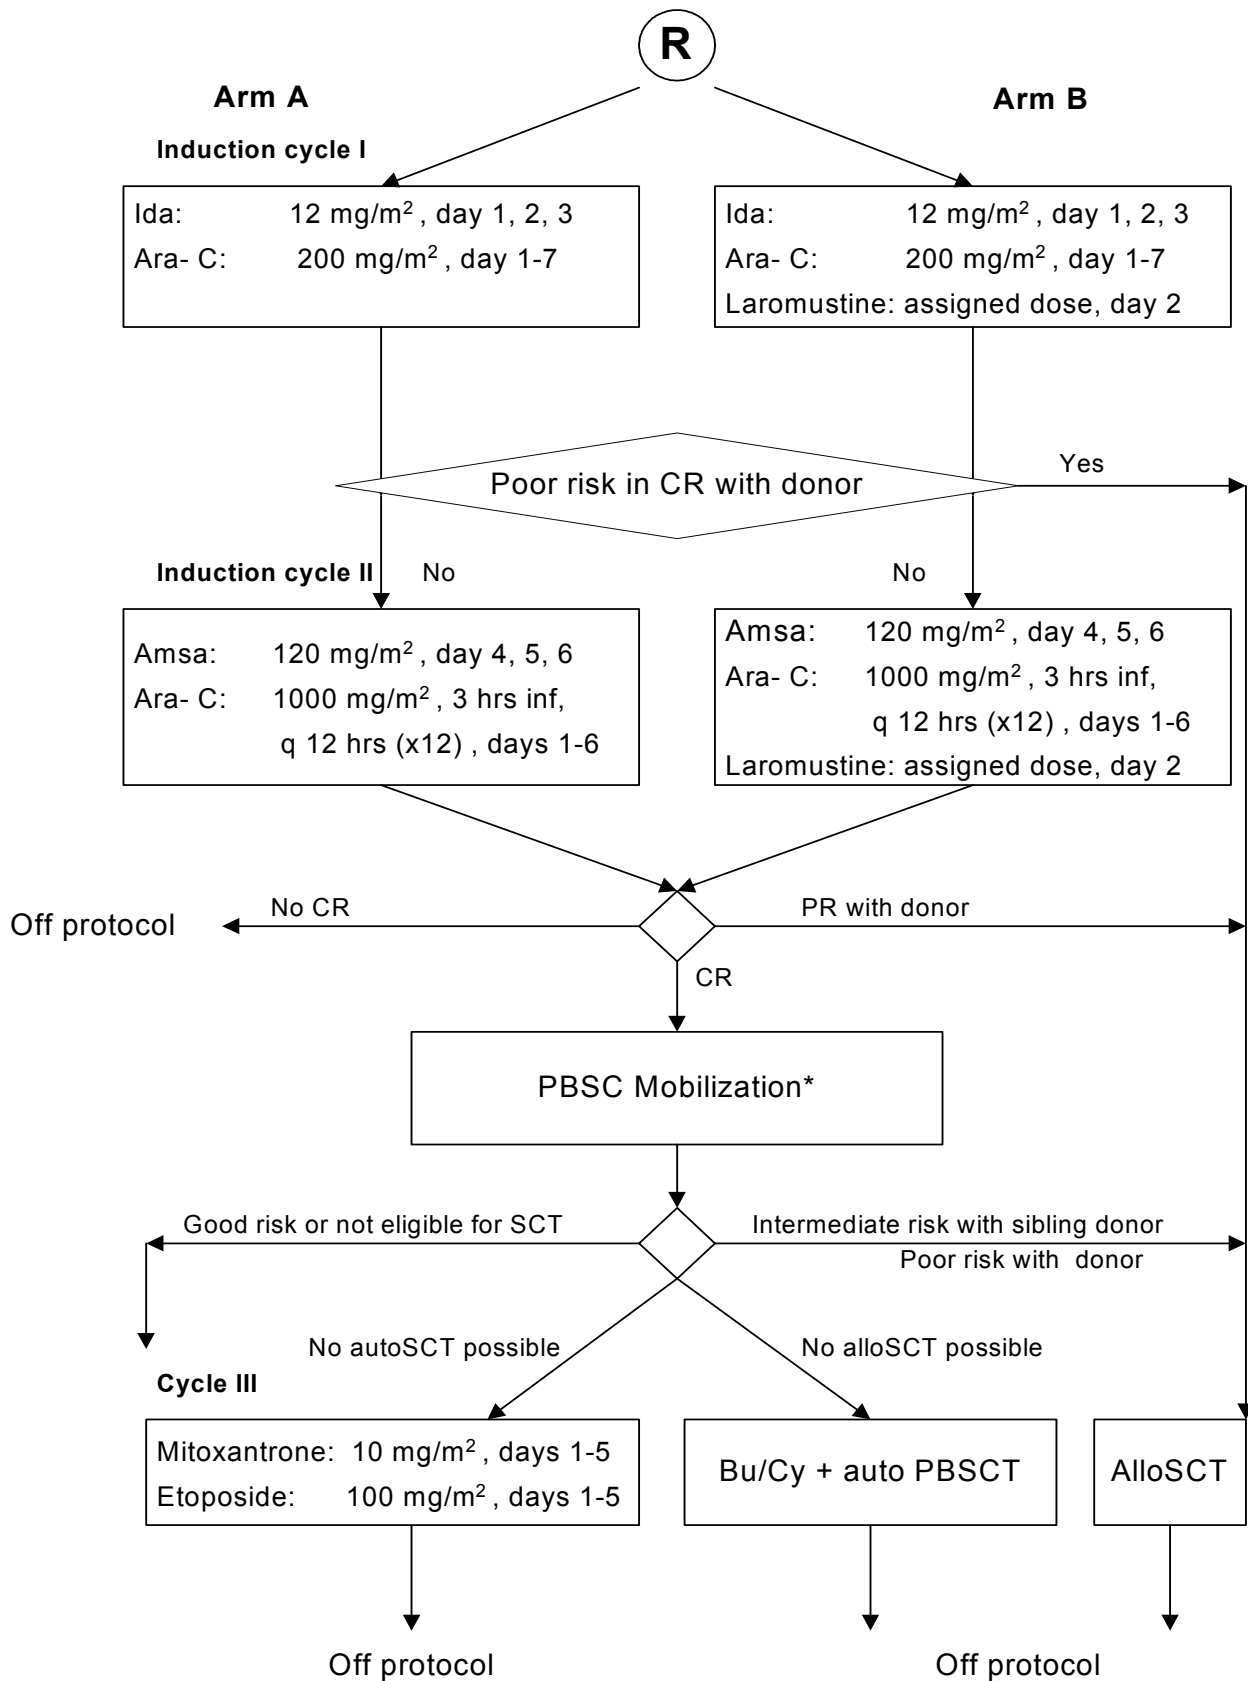 R
Arm A
Arm B
Induction cycle I
Ida: 12 mg/m², day 1, 2, 3
Ara- C: 200 mg/m², day 1-7
Ida: 12 mg/m², day 1, 2, 3
Ara- C: 200 mg/m², day 1-7
Laromustine: assigned dose, day 2
Poor risk in CR with donor
Yes
Induction cycle II
No
No
Amsa: 120 mg/m², day 4, 5, 6
Ara- C: 1000 mg/m², 3 hrs inf,
q 12 hrs (x12) , days 1-6
Amsa: 120 mg/m², day 4, 5, 6
Ara- C: 1000 mg/m², 3 hrs inf,
q 12 hrs (x12) , days 1-6
Laromustine: assigned dose, day 2
Off protocol
No CR
PR with donor
CR
PBSC Mobilization*
Good risk or not eligible for SCT
Intermediate risk with sibling donor
Poor risk with donor
No autoSCT possible
No alloSCT possible
Cycle III
Mitoxantrone: 10 mg/m², days 1-5
Etoposide: 100 mg/m², days 1-5
Bu/Cy + auto PBSCT
AlloSCT
Off protocol
Off protocol